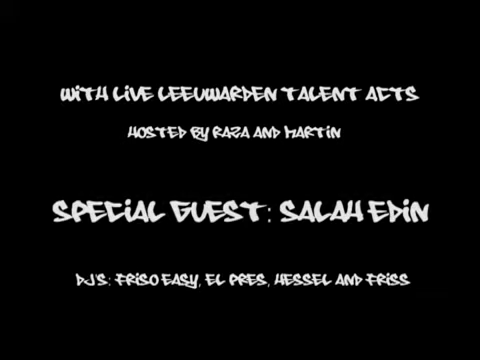 WITH LIVE LEEUWARDEN TALENT ACTS
HOSTED BY RAZA AND MARTIN
SPECIAL GUEST: SALAH EDIN
DJ'S: FRISO EASY, EL PRES, HESSEL AND FRISS